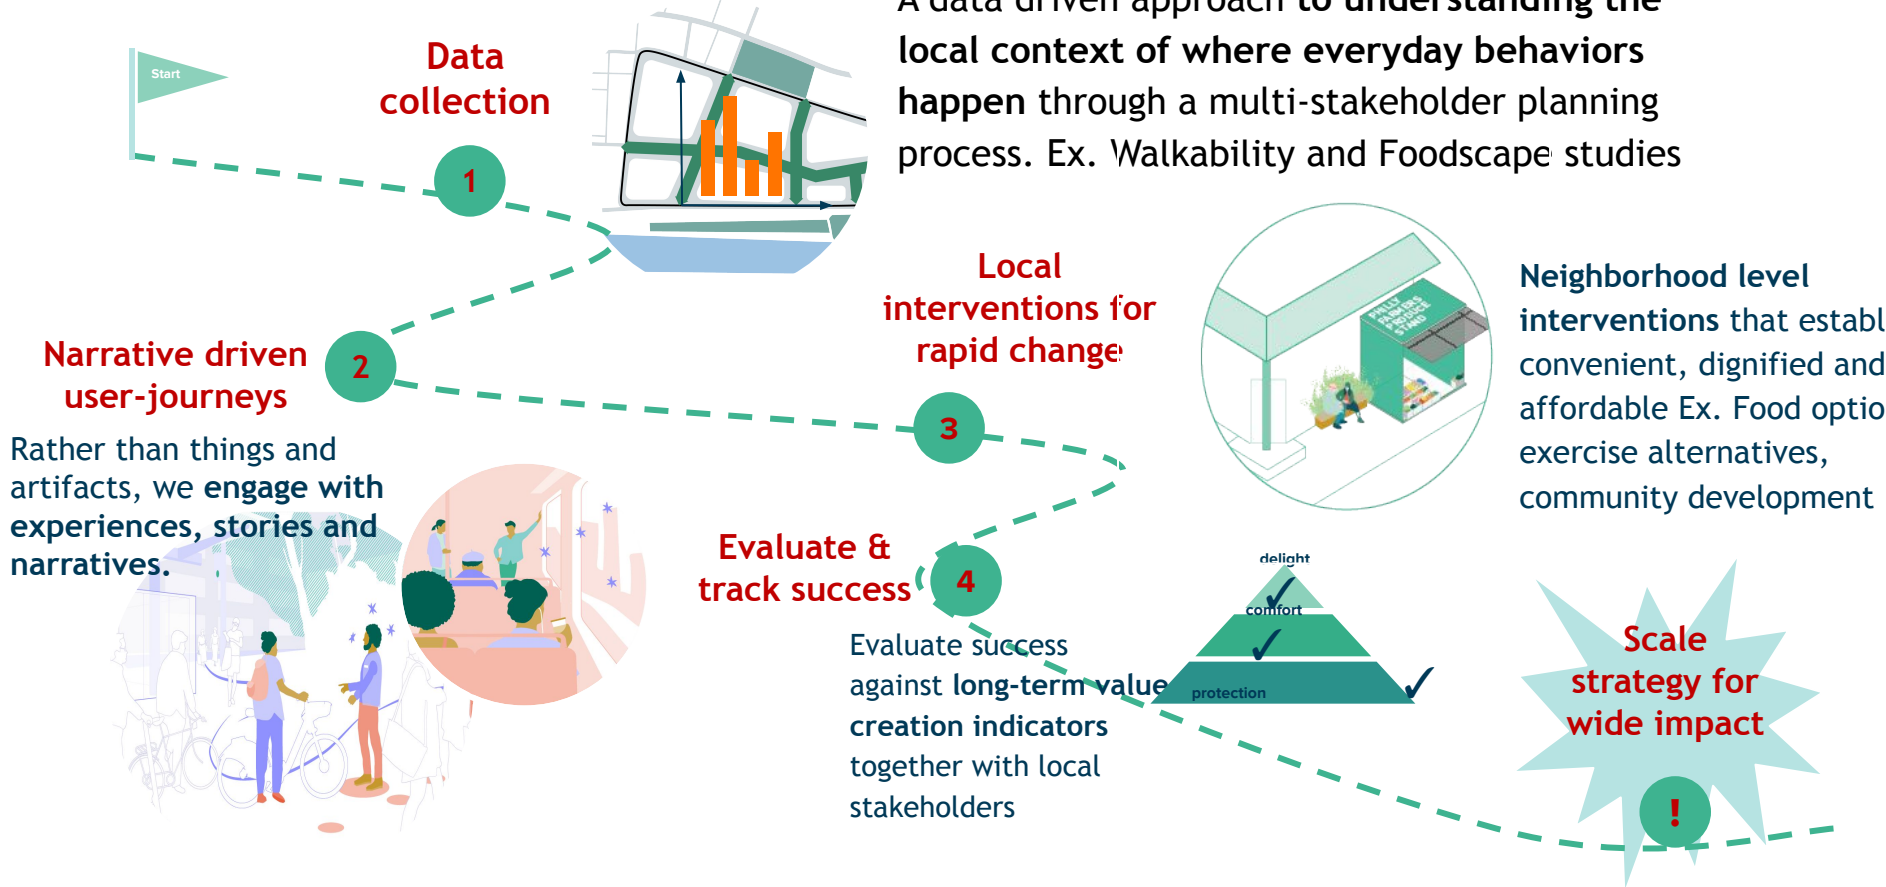 Start
Data
collection
A data driven approach to understanding the
local context of where everyday behaviors
happen through a multi-stakeholder planning
process. Ex. Walkability and Foodscape studies
1
Narrative driven
user-journeys
2
Rather than things and
artifacts, we engage with
experiences, stories and
narratives.
Local
interventions for
rapid change
3
PHILLY
FARMERS
PRODUCE
STAND
Neighborhood level
interventions that establ
convenient, dignified and
affordable Ex. Food optio
exercise alternatives,
community development
Evaluate &
track success
4
Evaluate success
against long-term value
creation indicators
together with local
stakeholders
delight
comfort
protection
Scale
strategy for
wide impact
!